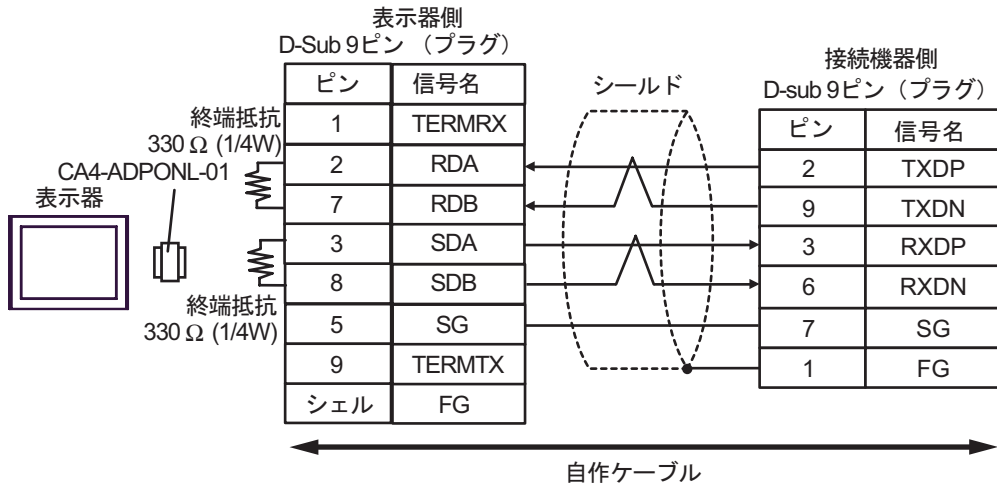 表示器側
D-Sub 9ピン （プラグ）
ピン 信号名
1 TERMRX
2 RDA
7 RDB
3 SDA
8 SDB
5 SG
9 TERMTX
シェル FG
終端抵抗
330 Ω (1/4W)
CA4-ADPONL-01
表示器
終端抵抗
330 Ω (1/4W)
シールド
接続機器側
D-sub 9ピン（プラグ）
ピン 信号名
2 TXDP
9 TXDN
3 RXDP
6 RXDN
7 SG
1 FG
自作ケーブル